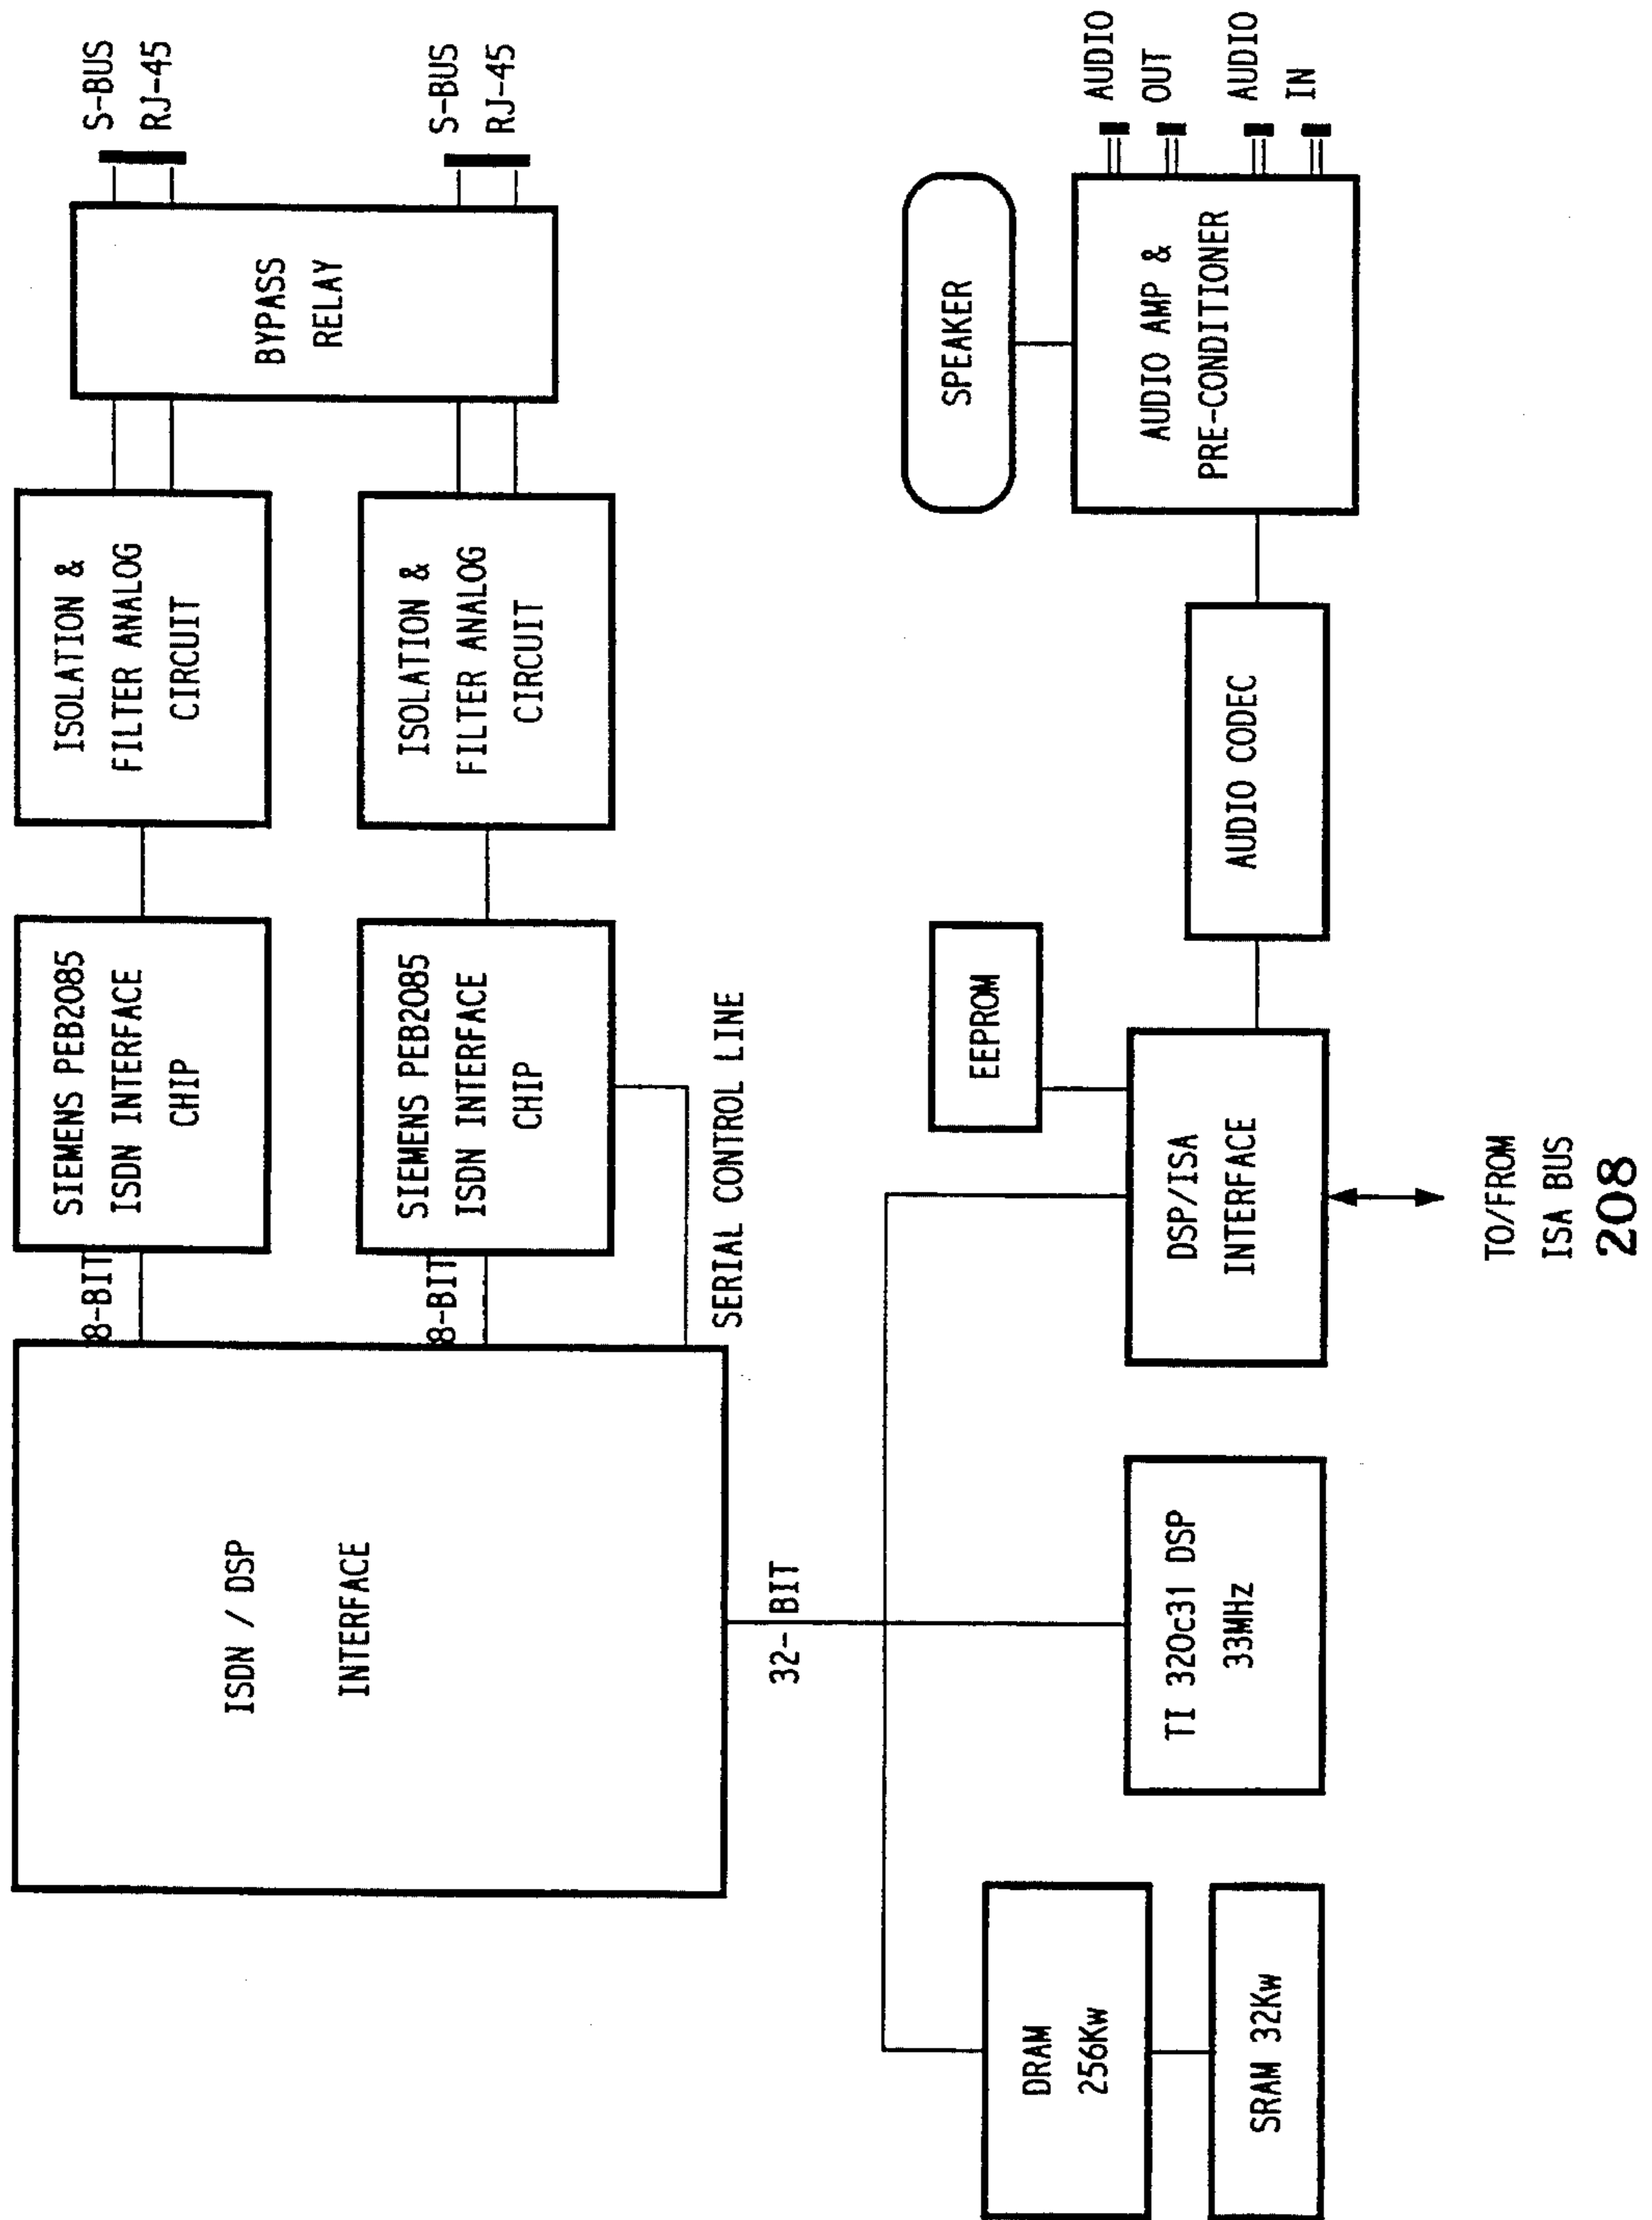 ISDN / DSP
INTERFACE
8-BIT
SIEMENS PEB2085
ISDN INTERFACE
CHIP
ISOLATION &
FILTER ANALOG
CIRCUIT
8-BIT
SIEMENS PEB2085
ISDN INTERFACE
CHIP
ISOLATION &
FILTER ANALOG
CIRCUIT
BYPASS
RELAY
S-BUS
RJ-45
S-BUS
RJ-45
SERIAL CONTROL LINE
32- BIT
DRAM
256Kw
SRAM 32Kw
TI 320c31 DSP
33MHz
DSP/ISA
INTERFACE
EEPROM
AUDIO CODEC
SPEAKER
AUDIO AMP &
PRE-CONDITIONER
AUDIO
OUT
AUDIO
IN
TO/FROM
ISA BUS
208